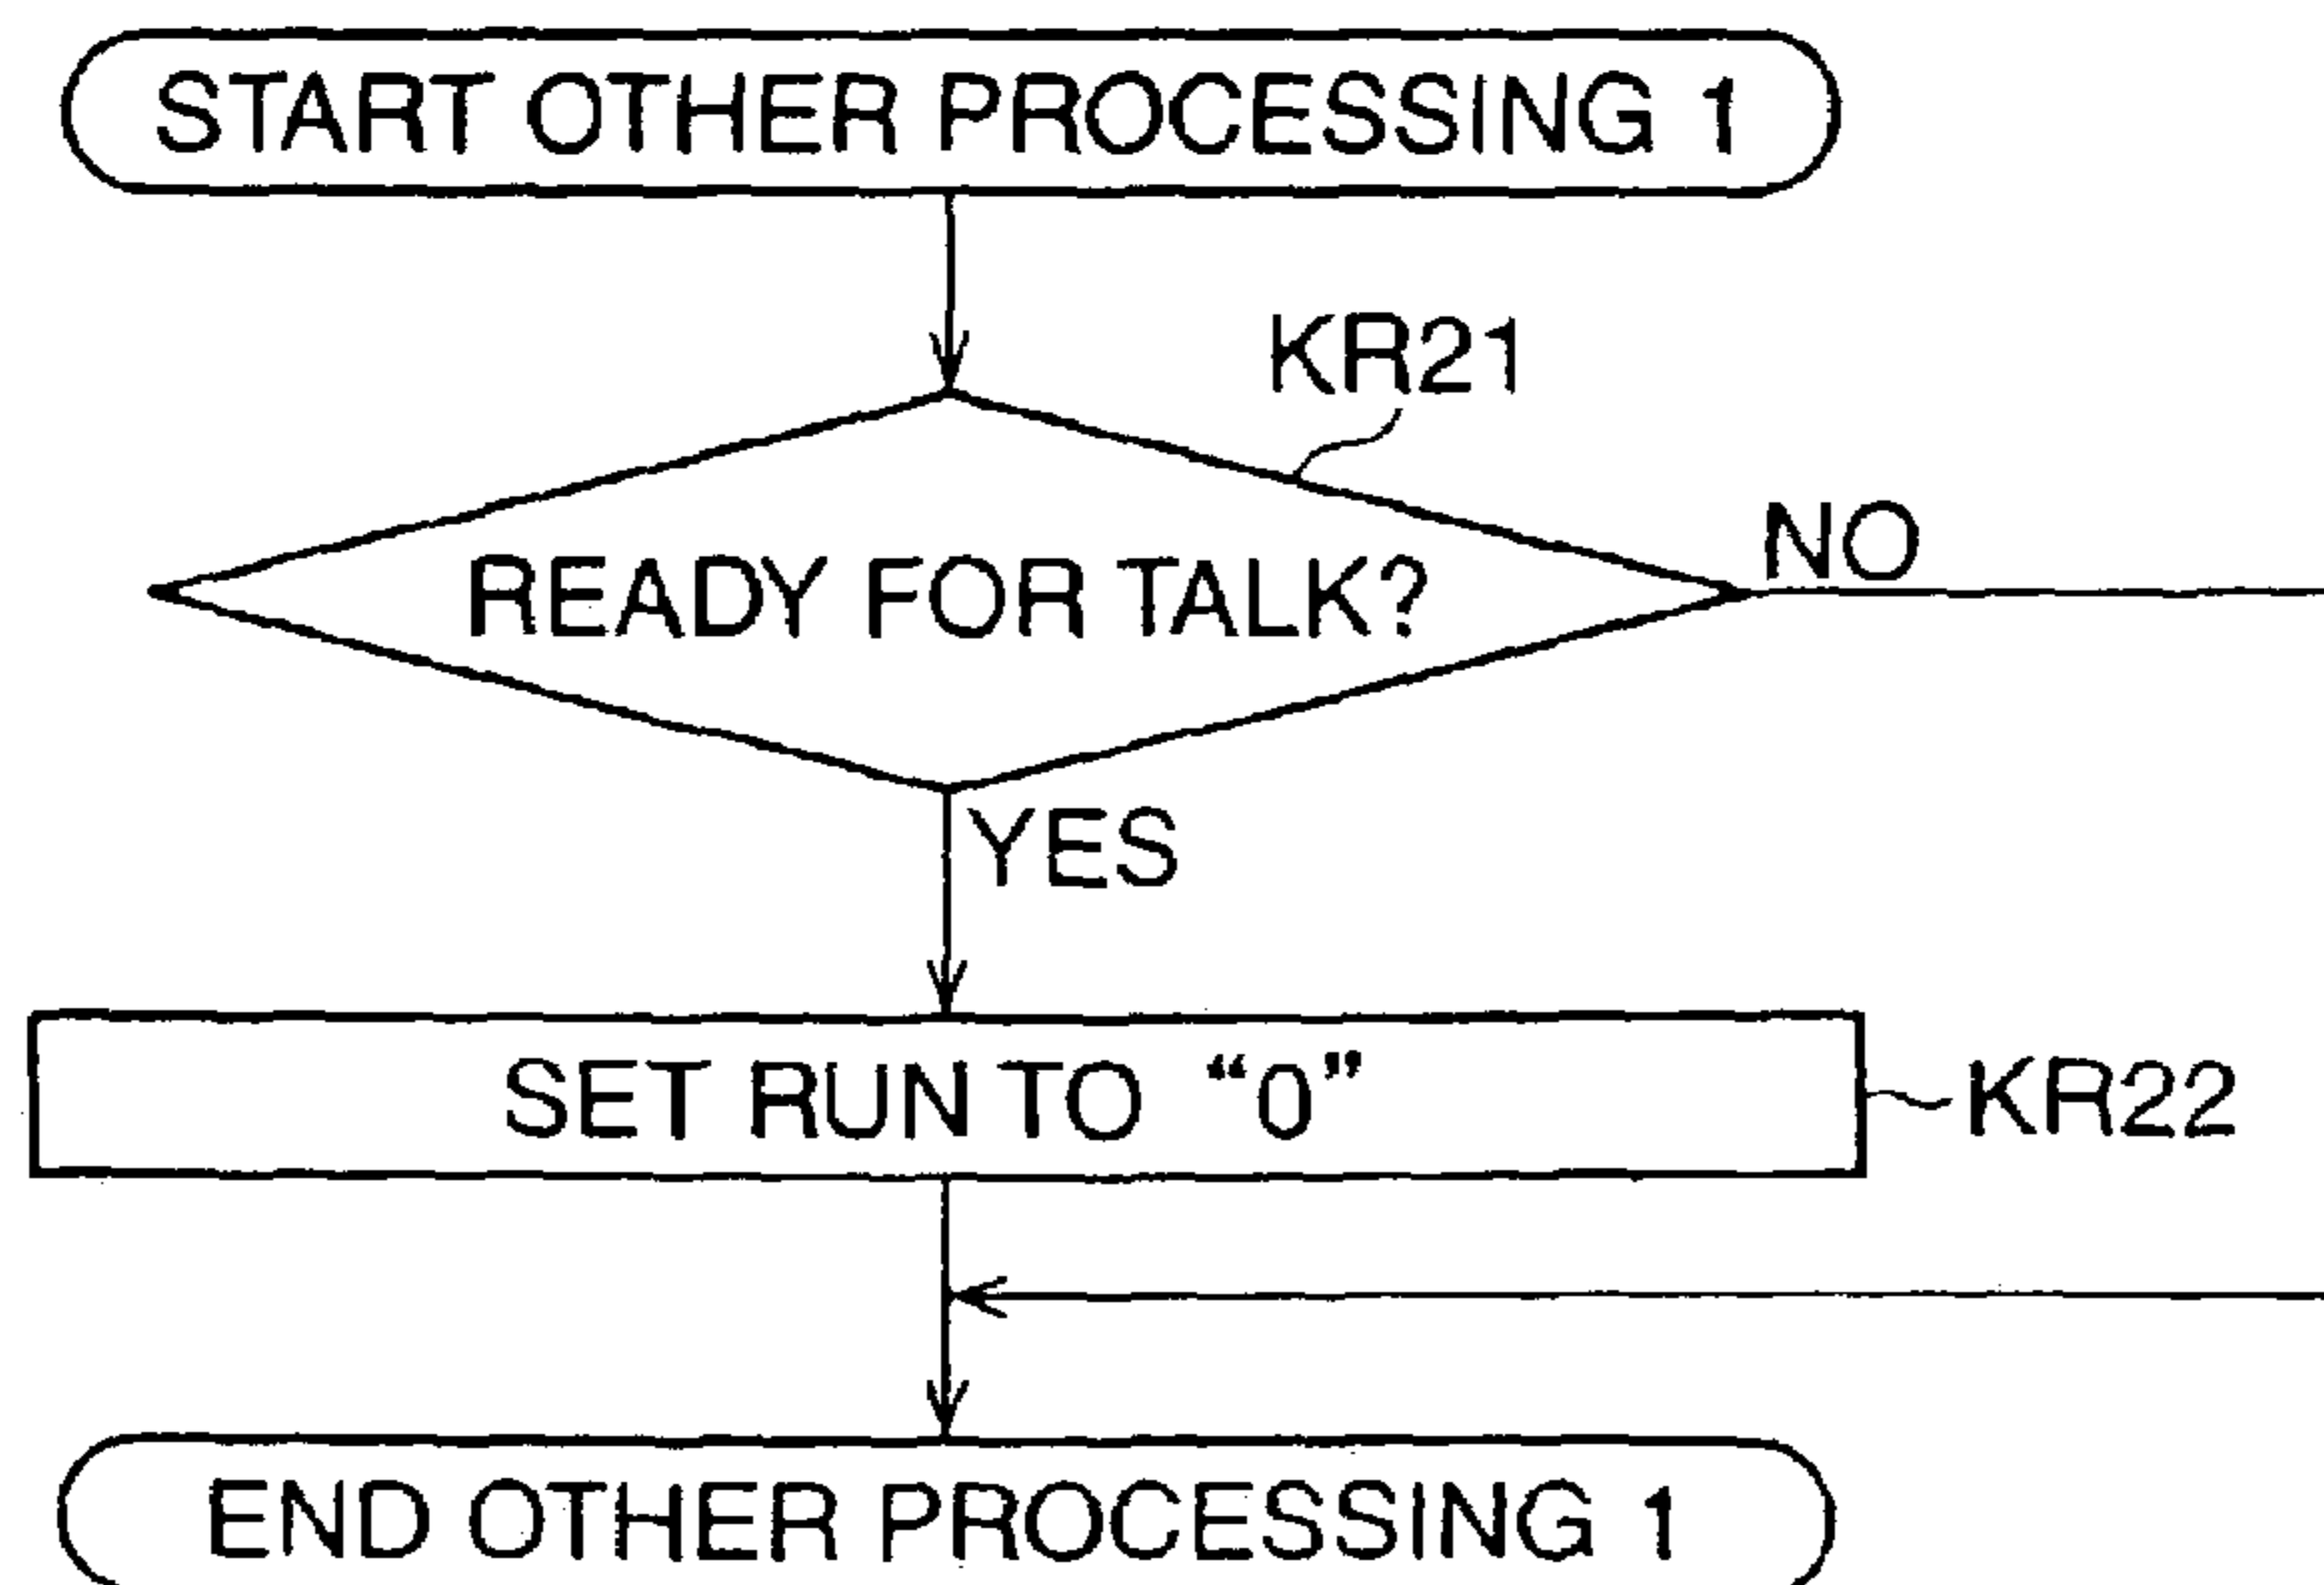 START OTHER PROCESSING 1
KR21
NO
READY FOR TALK?
YES
SET RUN TO “0”
KR22
END OTHER PROCESSING 1